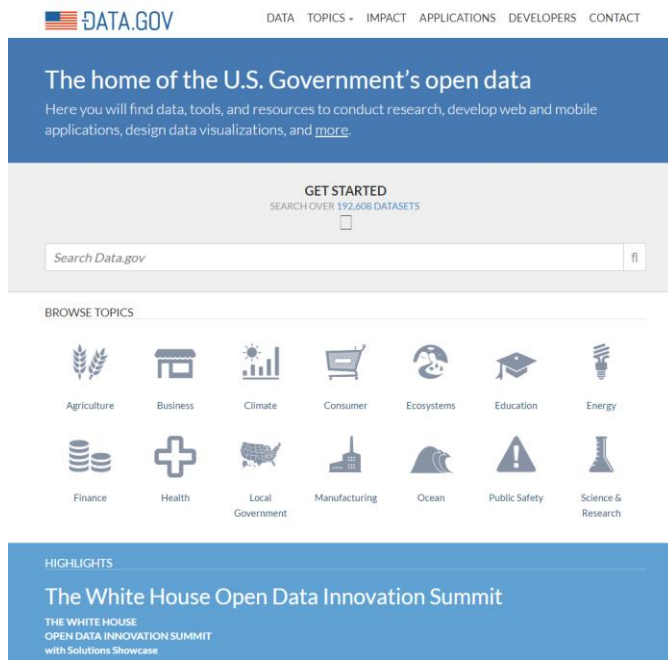 DATA.GOV
DATA TOPICS IMPACT APPLICATIONS DEVELOPERS CONTACT
The home of the U.S. Government's open data
Here you will find data, tools, and resources to conduct research, develop web and mobile
applications, design data visualizations, and more.
GET STARTED
SEARCH OVER 192,608 DATASETS
Search Data.gov
BROWSE TOPICS
Agriculture Business Climate Consumer Ecosystems Education Energy
Finance Health Local Manufacturing Ocean Public Safety Science &
Government Research
HIGHLIGHTS
The White House Open Data Innovation Summit
THE WHITE HOUSE
OPEN DATA INNOVATION SUMMIT
with Solutions Showcase